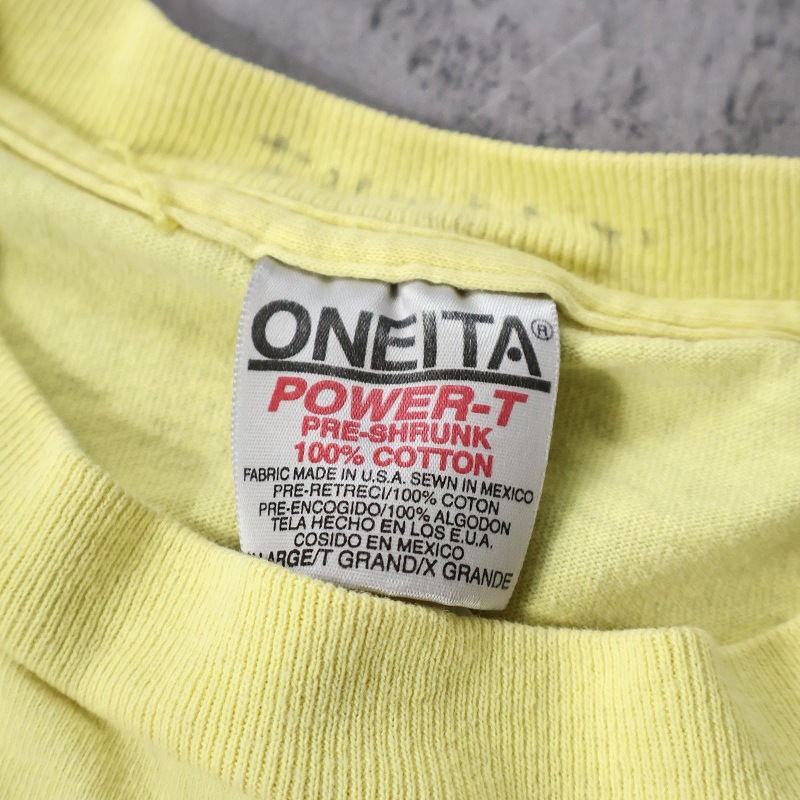 ONEITA®
POWER-T
PRE-SHRUNK
100% COTTON
FABRIC MADE IN U.S.A. SEWN IN MEXICO
PRE-RETRECI/100% COTON
PRE-ENCOGIDO/100% ALGODON
TELA HECHO EN LOS E.U.A.
COSIDO EN MEXICO
GRAND/X GRANDE